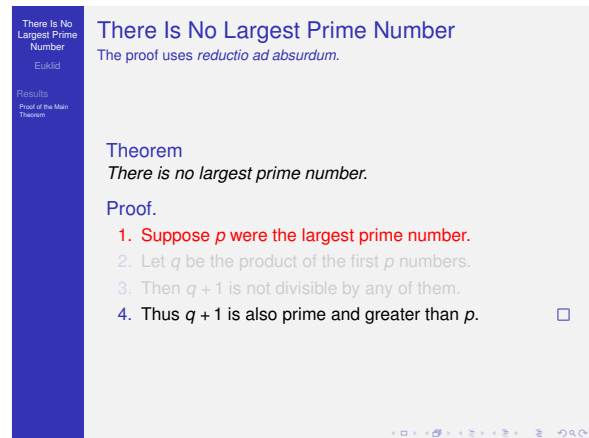 There Is No
Largest Prime
Number
Euklid
Results
Proof of the Main
Theorem
There Is No Largest Prime Number
The proof uses reductio ad absurdum.
Theorem
There is no largest prime number.
Proof.
1. Suppose p were the largest prime number.
2. Let q be the product of the first p numbers.
3. Then q + 1 is not divisible by any of them.
4. Thus q + 1 is also prime and greater than p.